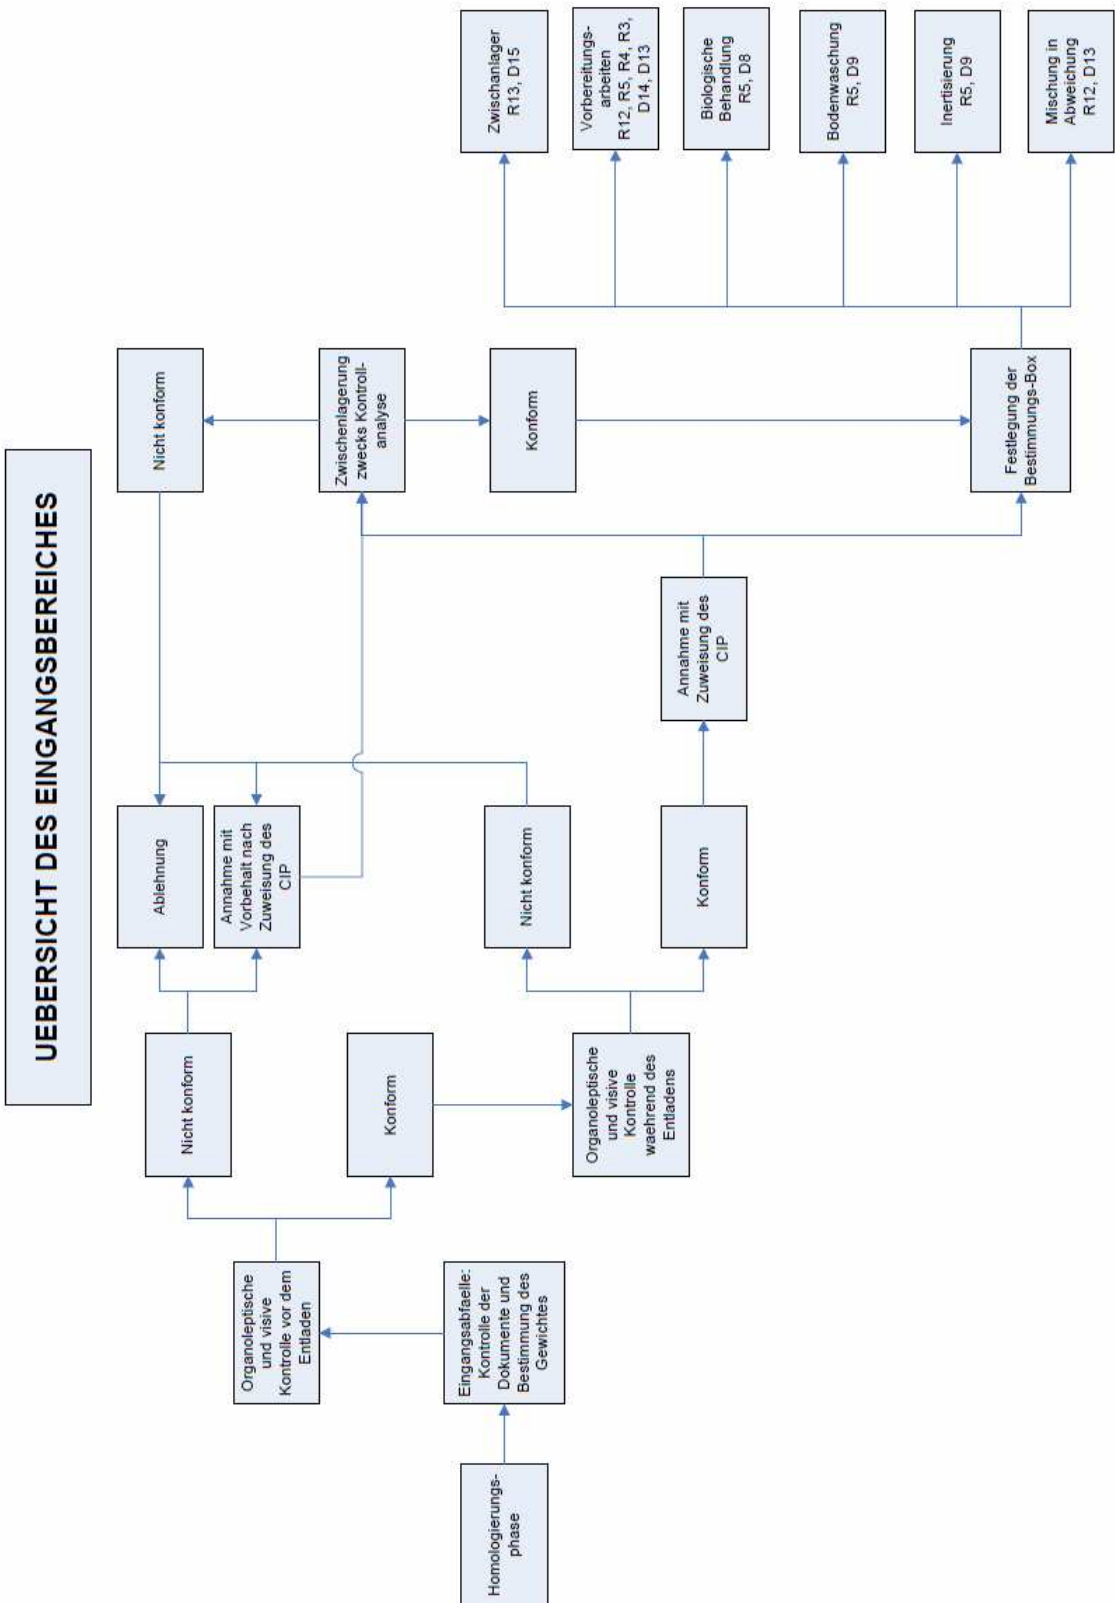 UEBERSICHT DES EINGANGSBEREICHES
Homologierungs-
phase
Eingangsabfaelle:
Kontrolle der
Dokumente und
Bestimmung des
Gewichtes
Organoleptische
und visive
Kontrolle vor dem
Entladen
Nicht konform
Konform
Organoleptische
und visive
Kontrolle
waehrend des
Entladens
Ablehnung
Annahme mit
Vorbehalt nach
Zuweisung des
CIP
Nicht konform
Konform
Annahme mit
Zuweisung des
CIP
Nicht konform
Zwischenlagerung
zwecks Kontroll-
analyse
Konform
Festlegung der
Bestimmungs-Box
Zwischanlager
R13, D15
Vorbereitungs-
arbeiten
R12, R5, R4, R3,
D14, D13
Biologische
Behandlung
R5, D8
Bodenwaschung
R5, D9
Inertisierung
R5, D9
Mischung in
Abweichung
R12, D13